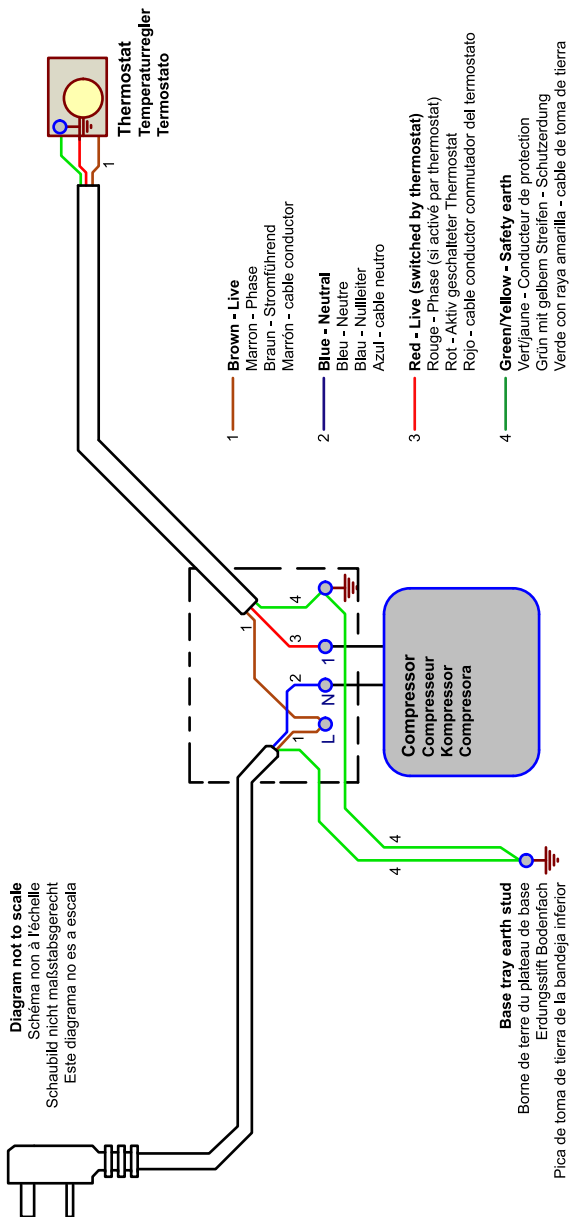 Diagram not to scale
Schéma non à l'échelle
Schaubild nicht maßstabsgerecht
Este diagrama no es a escala
Thermostat
Temperaturregler
Termostato
1
1
4
3
2
1
L
N
1
Compressor
Compresseur
Kompressor
Compresora
4
4
Base tray earth stud
Borne de terre du plateau de base
Erdungsstift Bodenfach
Pica de toma de tierra de la bandeja inferior
1
Brown - Live
Marron - Phase
Braun - Stromführend
Marrón - cable conductor
2
Blue - Neutral
Bleu - Neutre
Blau - Nullleiter
Azul - cable neutro
3
Red - Live (switched by thermostat)
Rouge - Phase (si activé par thermostat)
Rot - Aktiv geschalteter Thermostat
Rojo - cable conductor conmutador del termostato
4
Green/Yellow - Safety earth
Vert/jaune - Conducteur de protection
Grün mit gelbem Streifen - Schutzerdung
Verde con raya amarilla - cable de toma de tierra